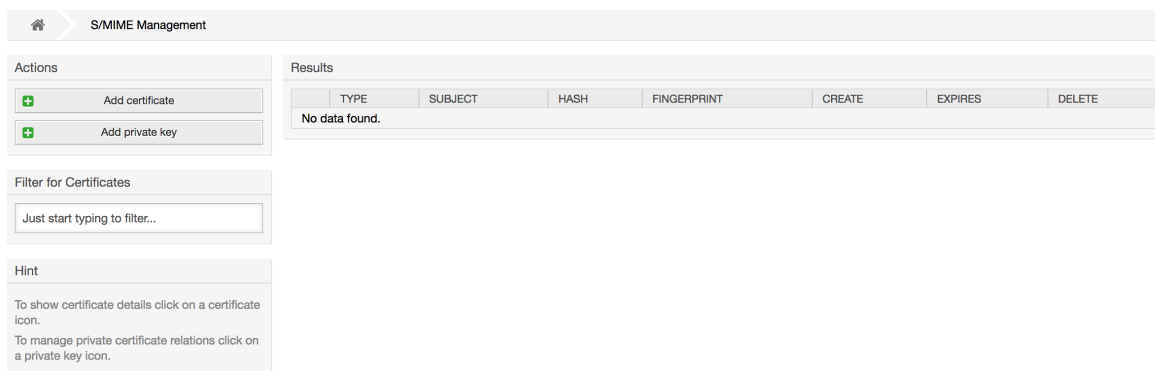 S/MIME Management
Actions
Add certificate
Add private key
Filter for Certificates
Just start typing to filter...
Hint
To show certificate details click on a certificate
icon.
To manage private certificate relations click on
a private key icon.
Results
TYPE SUBJECT HASH FINGERPRINT CREATE EXPIRES DELETE
No data found.